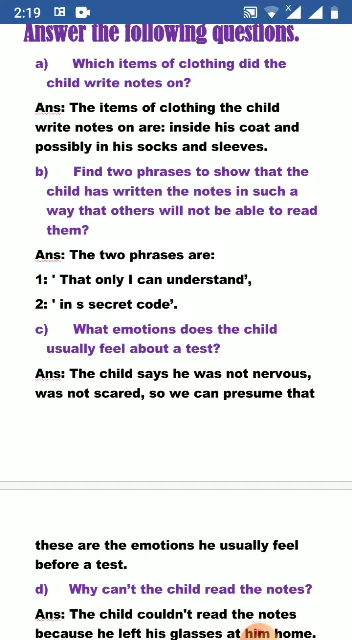 2:19
Answer the following questions.
a) Which items of clothing did the
child write notes on?
Ans: The items of clothing the child
write notes on are: inside his coat and
possibly in his socks and sleeves.
b) Find two phrases to show that the
child has written the notes in such a
way that others will not be able to read
them?
Ans: The two phrases are:
1: ' That only I can understand’,
2: ' in s secret code’.
c) What emotions does the child
usually feel about a test?
Ans: The child says he was not nervous,
was not scared, so we can presume that
these are the emotions he usually feel
before a test.
d) Why can’t the child read the notes?
Ans: The child couldn't read the notes
because he left his glasses at him home.